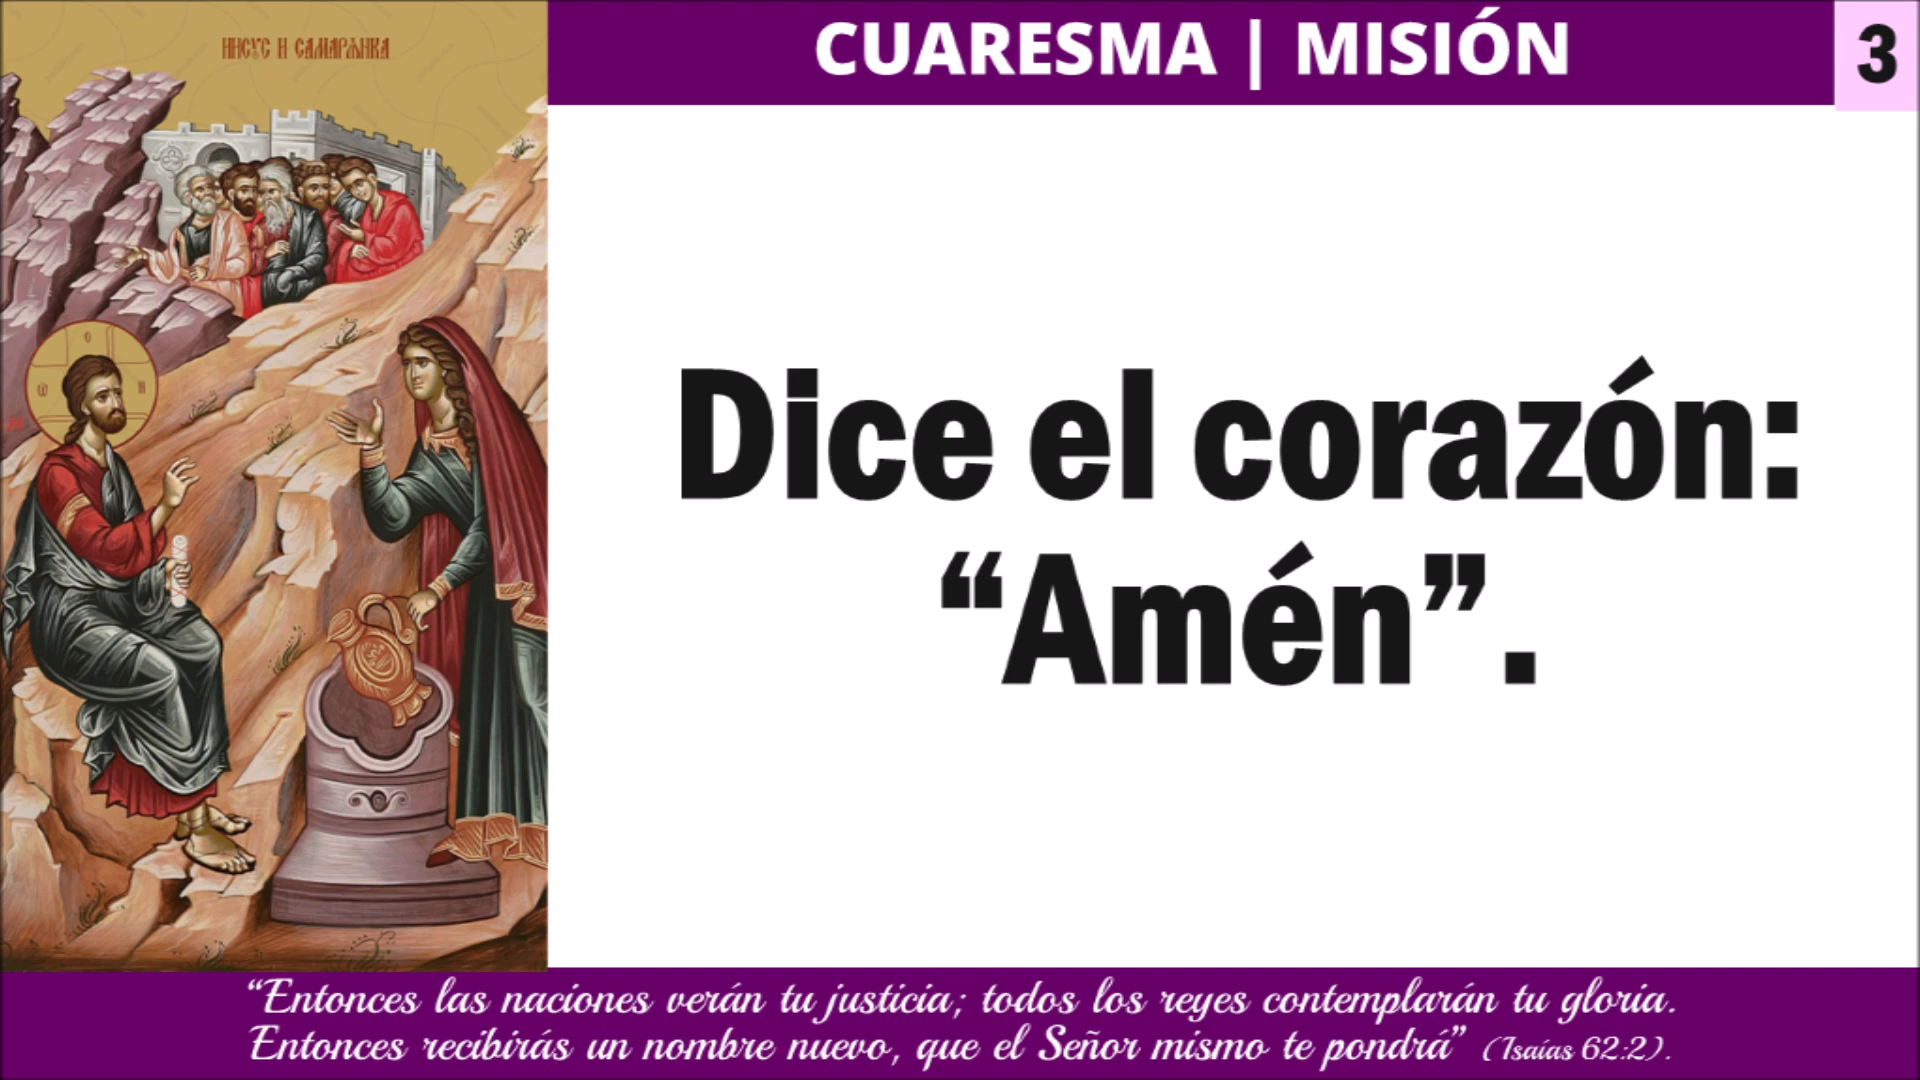 ИИСУС И САМАРЯНКА
CUARESMA | MISIÓN
3
Dice el corazón:
“Amén”.
“Entonces las naciones verán tu justicia; todos los reyes contemplarán tu gloria.
Entonces recibirás un nombre nuevo, que el Señor mismo te pondrá” (Isaías 62:2).